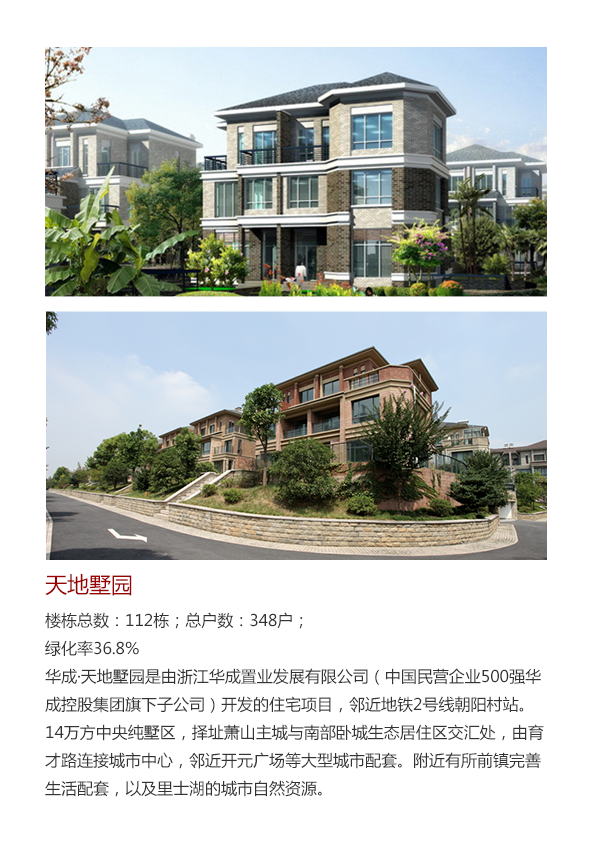 天地墅园
楼栋总数：112栋；总户数：348户；
绿化率36.8%
华成·天地墅园是由浙江华成置业发展有限公司（中国民营企业500强华
成控股集团旗下子公司）开发的住宅项目，邻近地铁2号线朝阳村站。
14万方中央纯墅区，择址萧山主城与南部卧城生态居住区交汇处，由育
才路连接城市中心，邻近开元广场等大型城市配套。附近有所前镇完善
生活配套，以及里士湖的城市自然资源。